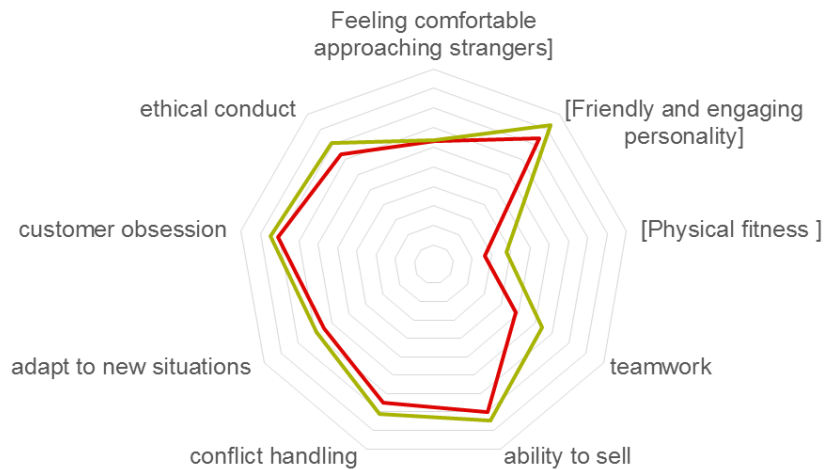 Feeling comfortable
approaching strangers]
[Friendly and engaging
personality]
[Physical fitness ]
teamwork
ability to sell
conflict handling
adapt to new situations
customer obsession
ethical conduct